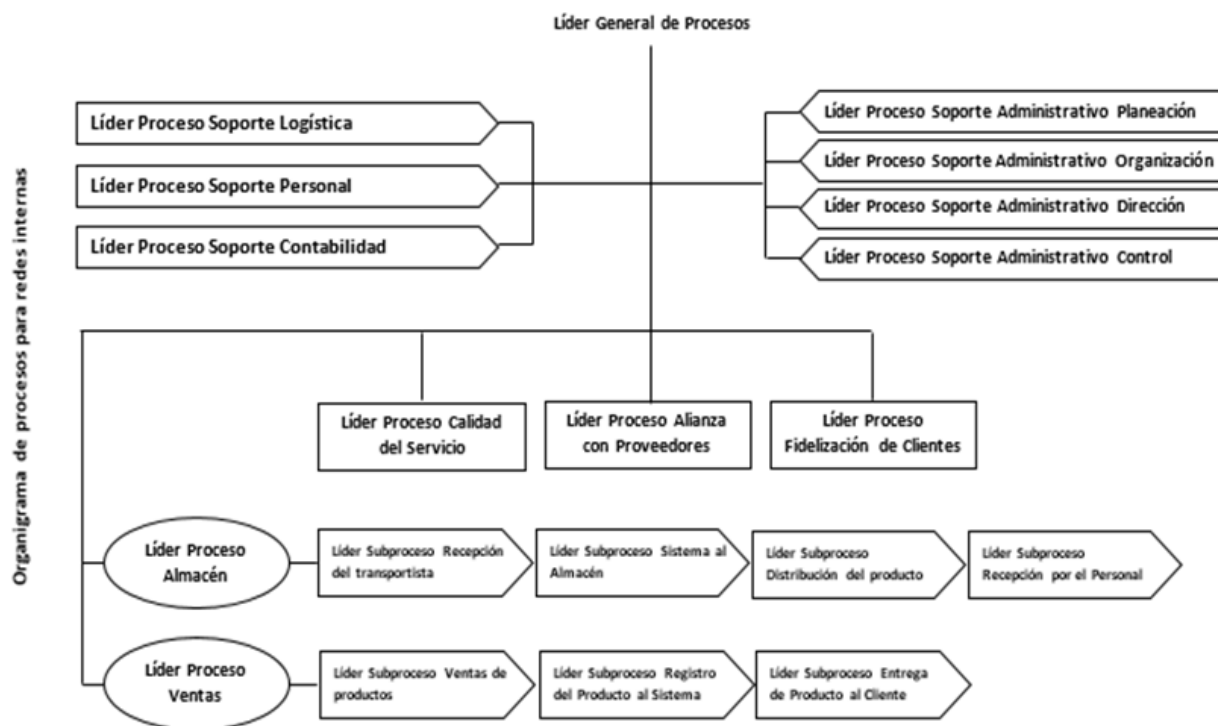 Líder General de Procesos
Líder Proceso Soporte Logística
Líder Proceso Soporte Personal
Líder Proceso Soporte Contabilidad
Líder Proceso Soporte Administrativo Planeación
Líder Proceso Soporte Administrativo Organización
Líder Proceso Soporte Administrativo Dirección
Líder Proceso Soporte Administrativo Control
Organigrama de procesos para redes internas
Líder Proceso Calidad
del Servicio
Líder Proceso Alianza
con Proveedores
Líder Proceso
Fidelización de Clientes
Líder Proceso
Almacén
Líder Subproceso Recepción
del transportista
Líder Subproceso Sistema al
Almacén
Líder Subproceso
Distribución del producto
Líder Subproceso
Recepción por el Personal
Líder Proceso
Ventas
Líder Subproceso Ventas de
productos
Líder Subproceso Registro
del Producto al Sistema
Líder Subproceso Entrega
de Producto al Cliente